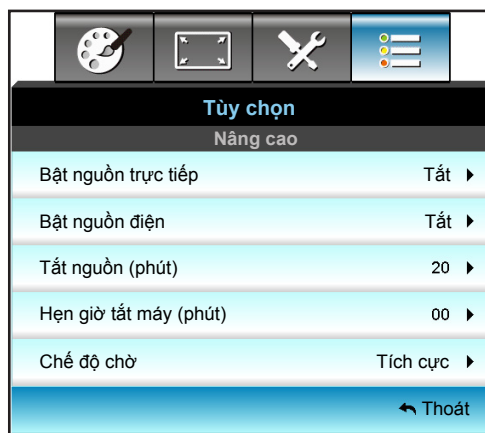 Tùy chọn
Nâng cao
Bật nguồn trực tiếp Tắt
Bật nguồn điện Tắt
Tắt nguồn (phút) 20
Hẹn giờ tắt máy (phút) 00
Chế độ chờ Tích cực
Thoát